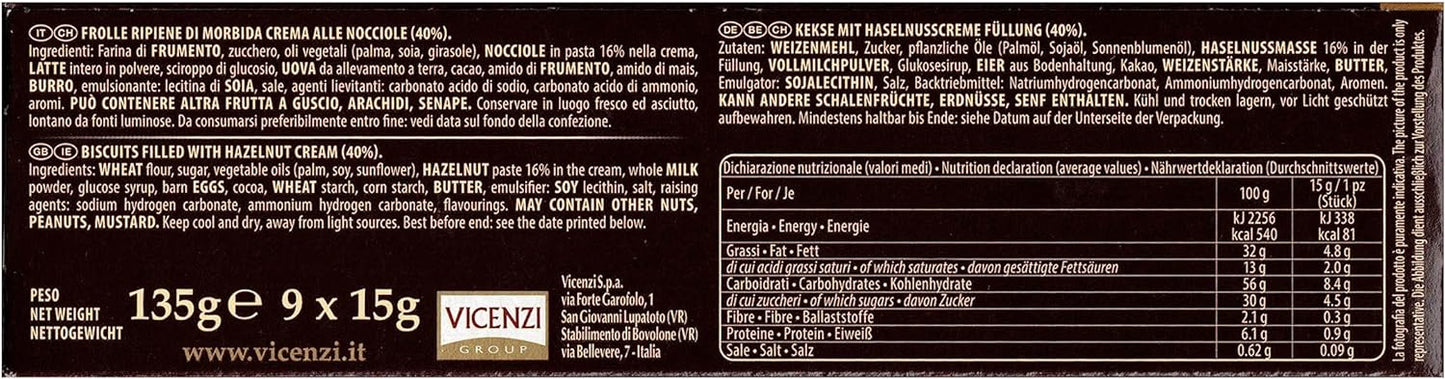 IT CH FROLLE RIPIENE DI MORBIDA CREMA ALLE NOCCIOLE (40%).
Ingredienti: Farina di FRUMENTO, zucchero, oli vegetali (palma, soia, girasole), NOCCIOLE in pasta 16% nella crema,
LATTE intero in polvere, sciroppo di glucosio, UOVA da allevamento a terra, cacao, amido di FRUMENTO, amido di mais,
BURRO, emulsionante: lecitina di SOIA, sale, agenti lievitanti: carbonato acido di sodio, carbonato acido di ammonio,
aromi. PUÒ CONTENERE ALTRA FRUTTA A GUSCIO, ARACHIDI, SENAPE. Conservare in luogo fresco ed asciutto,
lontano da fonti luminose. Da consumarsi preferibilmente entro fine: vedi data sul fondo della confezione.
GB IE BISCUITS FILLED WITH HAZELNUT CREAM (40%).
Ingredients: WHEAT flour, sugar, vegetable oils (palm, soy, sunflower), HAZELNUT paste 16% in the cream, whole MILK
powder, glucose syrup, barn EGGS, cocoa, WHEAT starch, corn starch, BUTTER, emulsifier: SOY lecithin, salt, raising
agents: sodium hydrogen carbonate, ammonium hydrogen carbonate, flavourings. MAY CONTAIN OTHER NUTS,
PEANUTS, MUSTARD. Keep cool and dry, away from light sources. Best before end: see the date printed below.
PESO
NET WEIGHT
NETTOGEWICHT
135g e 9 x 15g
www.vicenzi.it
VICENZI
GROUP
Vicenzi S.p.a.
via Forte Garofolo, 1
San Giovanni Lupatoto (VR)
Stabilimento di Bovolone (VR)
via Bellevere, 7 - Italia
DE BE CH KEKSE MIT HASELNUSSCREME FÜLLUNG (40%).
Zutaten: WEIZENMEHL, Zucker, pflanzliche Öle (Palmöl, Sojaöl, Sonnenblumenöl), HASELNUSSMASSE 16% in der
Füllung, VOLLMILCHPULVER, Glukosesirup, EIER aus Bodenhaltung, Kakao, WEIZENSTÄRKE, Maisstärke, BUTTER,
Emulgator: SOJALECITHIN, Salz, Backtriebmittel: Natriumhydrogencarbonat, Ammoniumhydrogencarbonat, Aromen.
KANN ANDERE SCHALENFRÜCHTE, ERDNÜSSE, SENF ENTHALTEN. Kühl und trocken lagern, vor Licht geschützt
aufbewahren. Mindestens haltbar bis Ende: siehe Datum auf der Unterseite der Verpackung.
Dichiarazione nutrizionale (valori medi) • Nutrition declaration (average values) • Nährwertdeklaration (Durchschnittswerte)
Per / For / Je 100 g 15 g / 1 pz
(Stück)
Energia • Energy • Energie kJ 2256 kJ 338
kcal 540 kcal 81
Grassi • Fat • Fett 32 g 4.8 g
di cui acidi grassi saturi • of which saturates • davon gesättigte Fettsäuren 13 g 2.0 g
Carboidrati • Carbohydrates • Kohlenhydrate 56 g 8.4 g
di cui zuccheri • of which sugars • davon Zucker 30 g 4.5 g
Fibre • Fibre • Ballaststoffe 2.1 g 0.3 g
Proteine • Protein • Eiweiß 6.1 g 0.9 g
Sale • Salt • Salz 0.62 g 0.09 g
La fotografia del prodotto è puramente indicativa. The picture of the product is only
representative. Die Abbildung dient ausschließlich zur Vorstellung des Produktes.